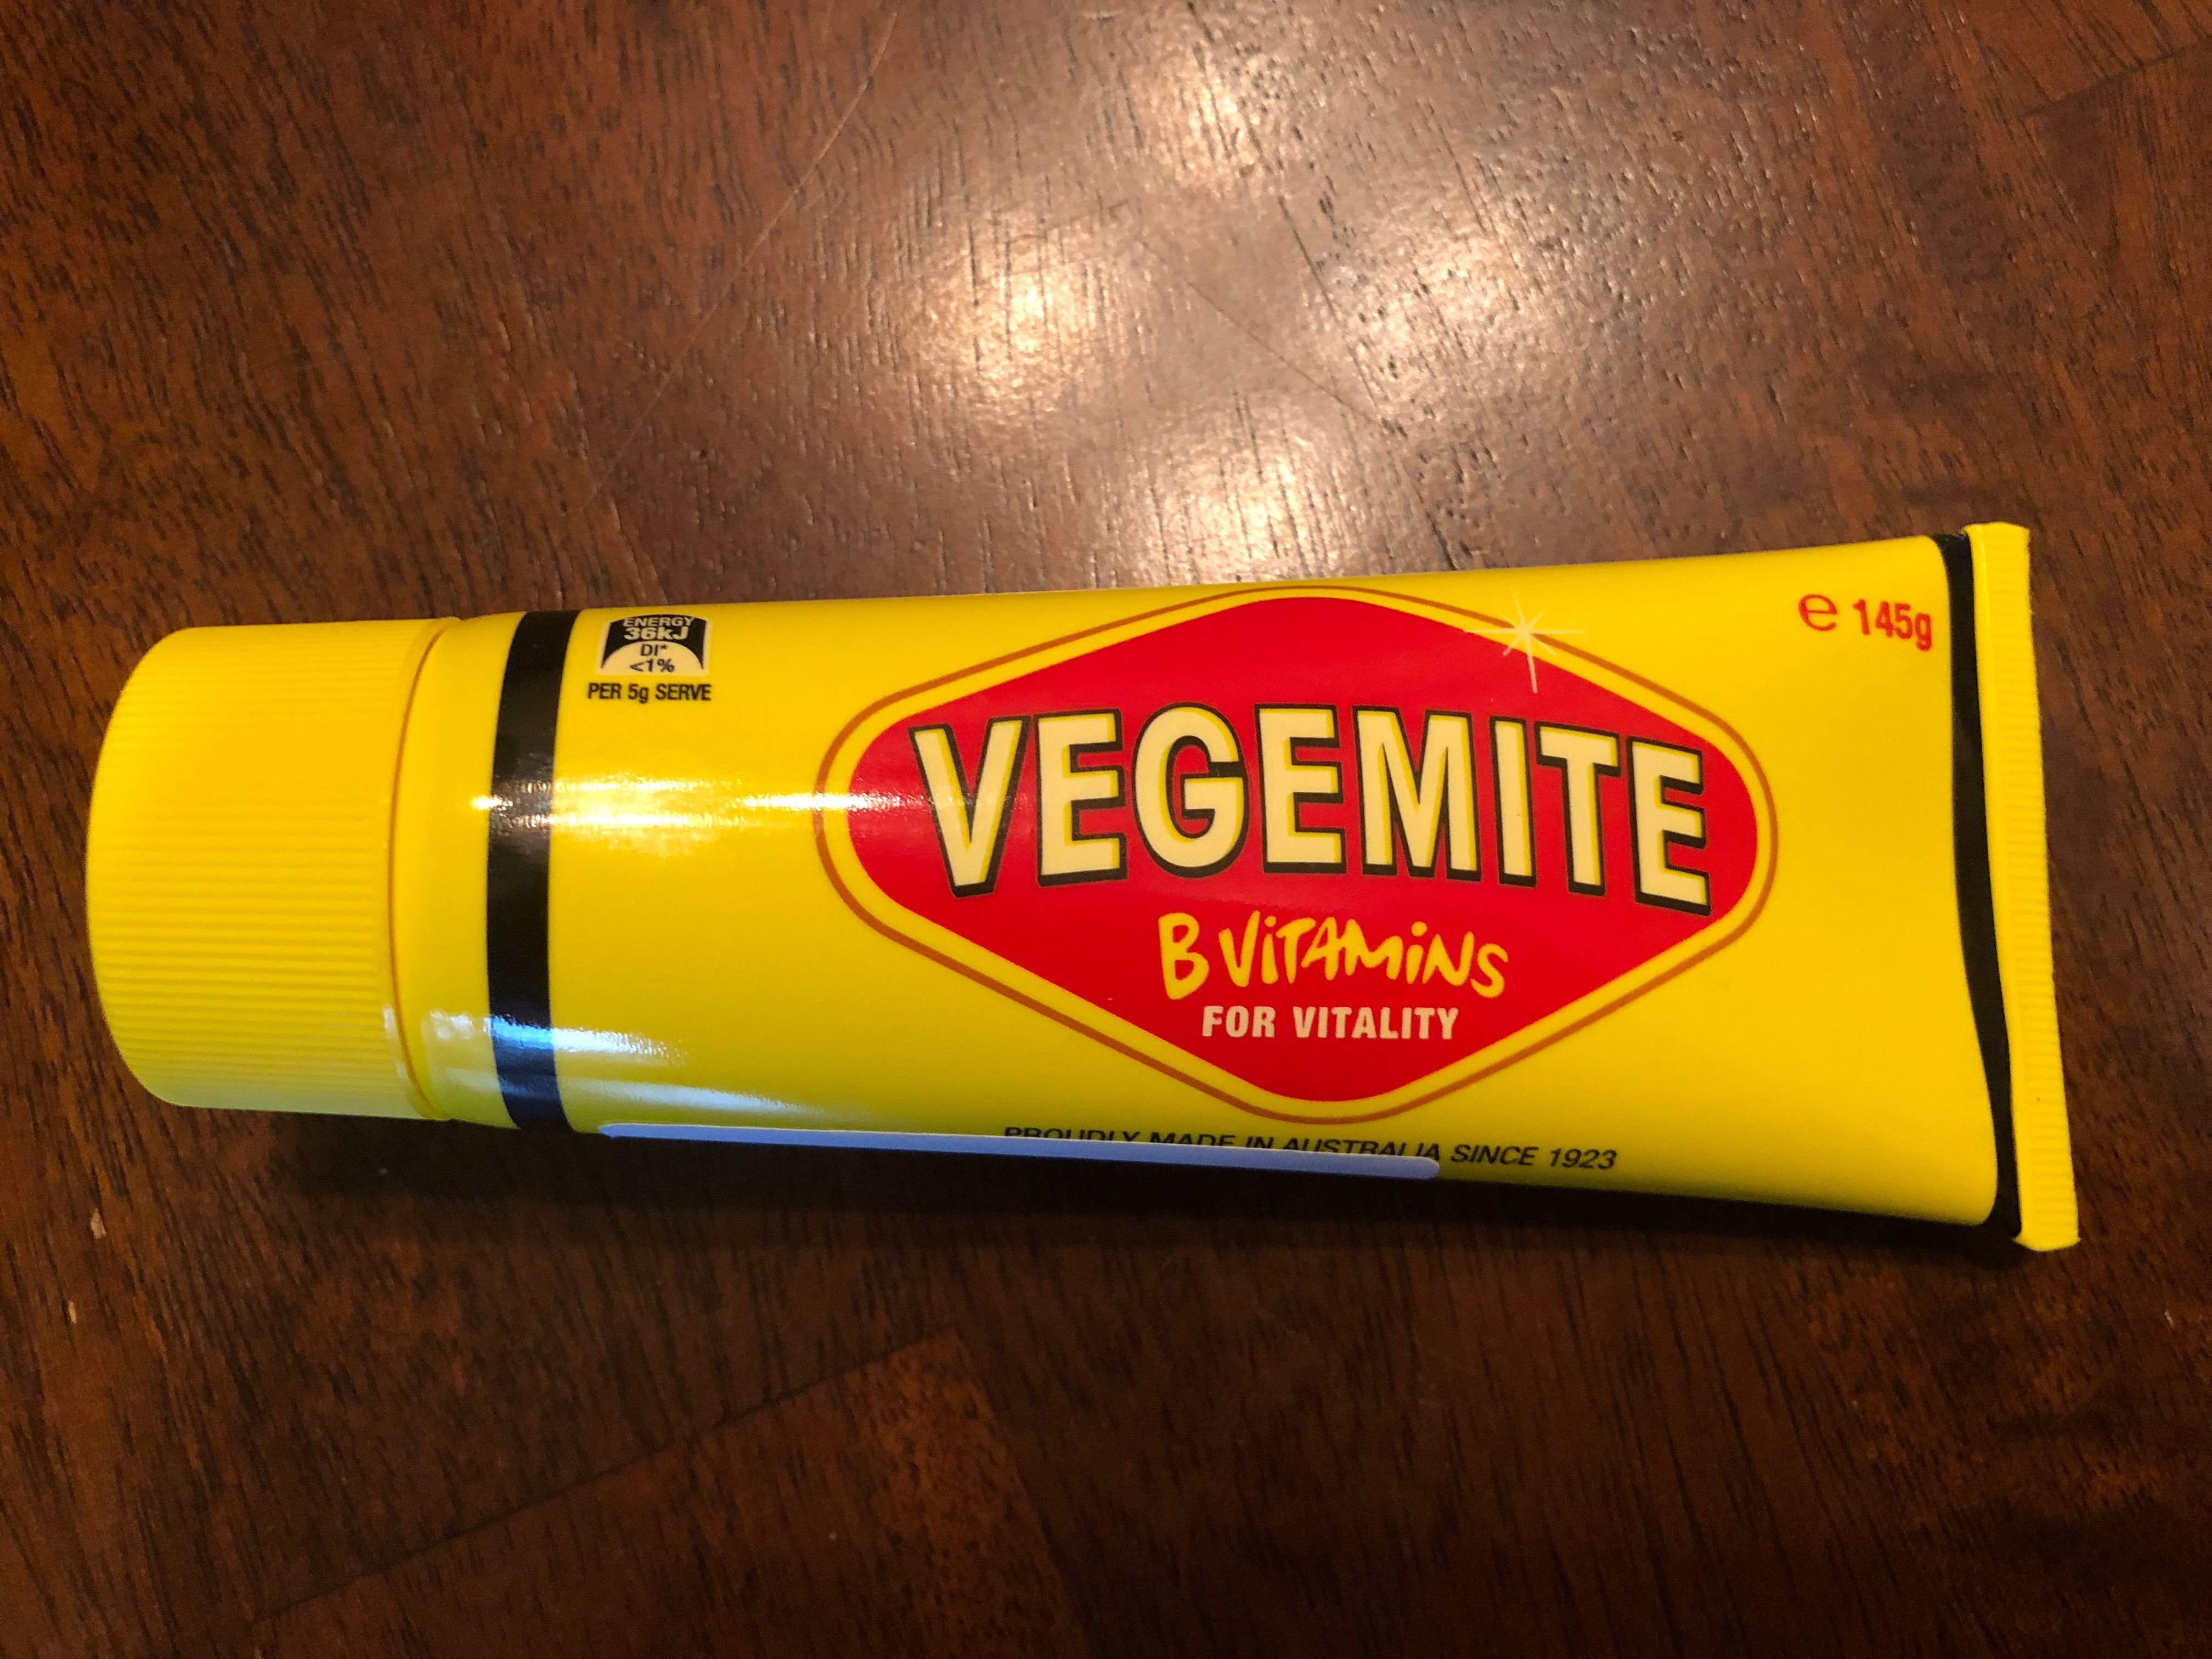 ENERGY
36kJ
DI*
<1%
PER 5g SERVE
℮ 145g
VEGEMITE
B ViTAMiNS
FOR VITALITY
PROUDLY MADE IN AUSTRALIA SINCE 1923